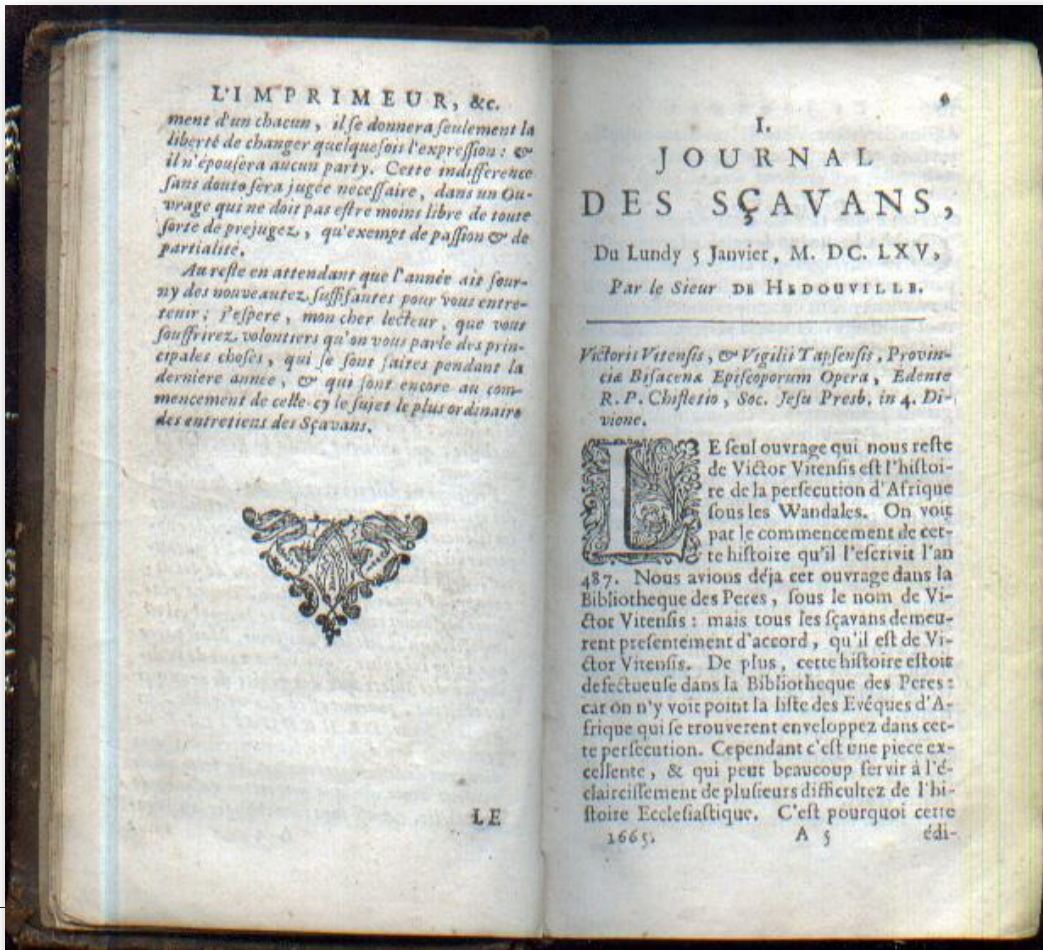 L'IMPRIMEUR, &c.
ment d'un chacun, il se donnera seulement la
liberté de changer quelquefois l'expression: &
il n'épousera aucun party. Cette indifference
sans doute sera jugée necessaire, dans un Ou-
vrage qui ne doit pas estre moins libre de toute
sorte de prejugez, qu'exempt de passion & de
partialité.
Au reste en attendant que l'année ait four-
ny des nouveautez suffisantes pour vous entre-
tenir; j'espere, mon cher lecteur, que vous
souffrirez volontiers qu'on vous parle des prin-
cipales choses, qui se sont faites pendant la
derniere année, & qui sont encore au com-
mencement de celle-cy le sujet le plus ordinaire
des entretiens des Sçavans.
LE
I.
JOURNAL
DES SÇAVANS,
Du Lundy 5 Janvier, M. DC. LXV,
Par le Sieur DE HEDOUVILLE.
Victoris Vitensis, & Vigilii Tapsensis, Provin-
ciæ Bisacenæ Episcoporum Opera, Edente
R. P. Chifletio, Soc. Jesu Presb. in 4. Di-
vione.
LE seul ouvrage qui nous reste
de Victor Vitensis est l'histoi-
re de la persecution d'Afrique
sous les Wandales. On voit
par le commencement de cet-
te histoire qu'il l'escrivit l'an
487. Nous avions déja cet ouvrage dans la
Bibliotheque des Peres, sous le nom de Vi-
ctor Vitensis: mais tous les sçavans demeu-
rent presentement d'accord, qu'il est de Vi-
ctor Vitensis. De plus, cette histoire estoit
defectueuse dans la Bibliotheque des Peres:
car on n'y voit point la liste des Evéques d'A-
frique qui se trouverent enveloppez dans cet-
te persecution. Cependant c'est une piece ex-
cellente, & qui peut beaucoup servir à l'é-
claircissement de plusieurs difficultez de l'hi-
stoire Ecclesiastique. C'est pourquoi cette
1665. A 5 édi-